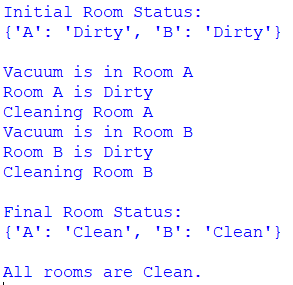 Initial Room Status:
{'A': 'Dirty', 'B': 'Dirty'}
Vacuum is in Room A
Room A is Dirty
Cleaning Room A
Vacuum is in Room B
Room B is Dirty
Cleaning Room B
Final Room Status:
{'A': 'Clean', 'B': 'Clean'}
All rooms are Clean.